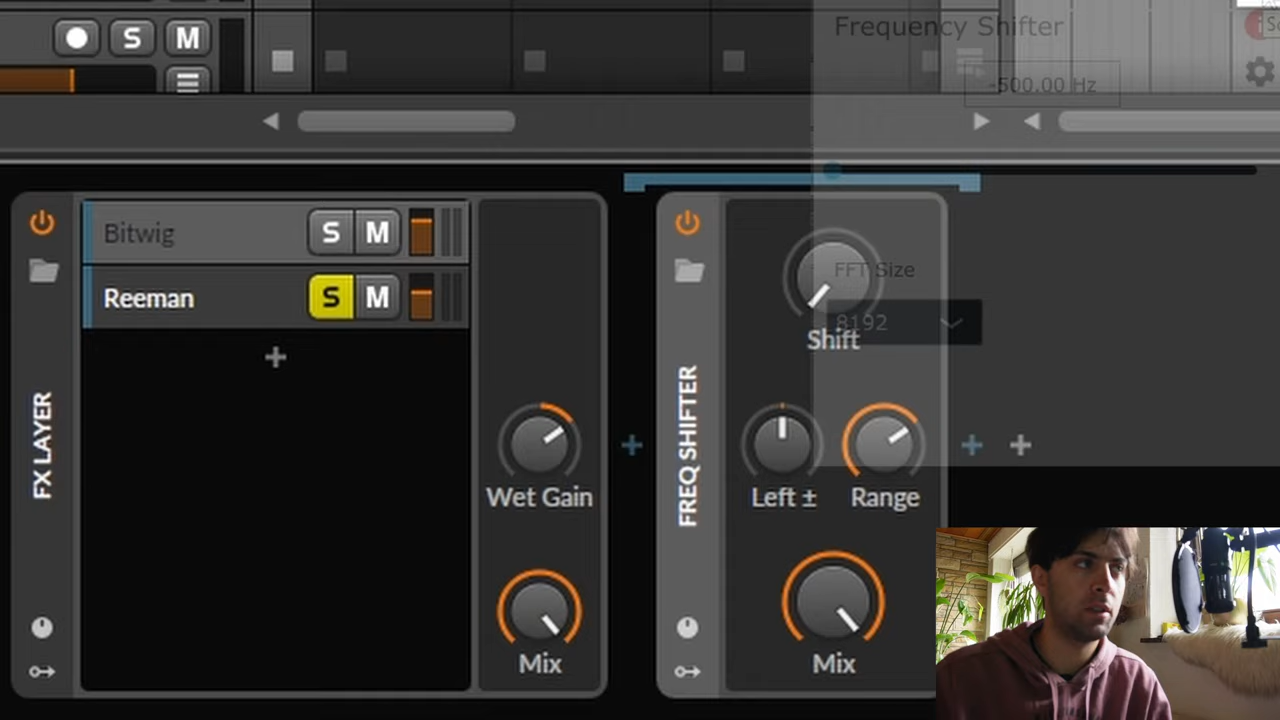 Frequency Shifter
S M
-500.00 Hz
Bitwig S M
FFT Size
Reeman S M
8192
Shift
FX LAYER
FREQ SHIFTER
Wet Gain
Left ± Range
Mix
Mix